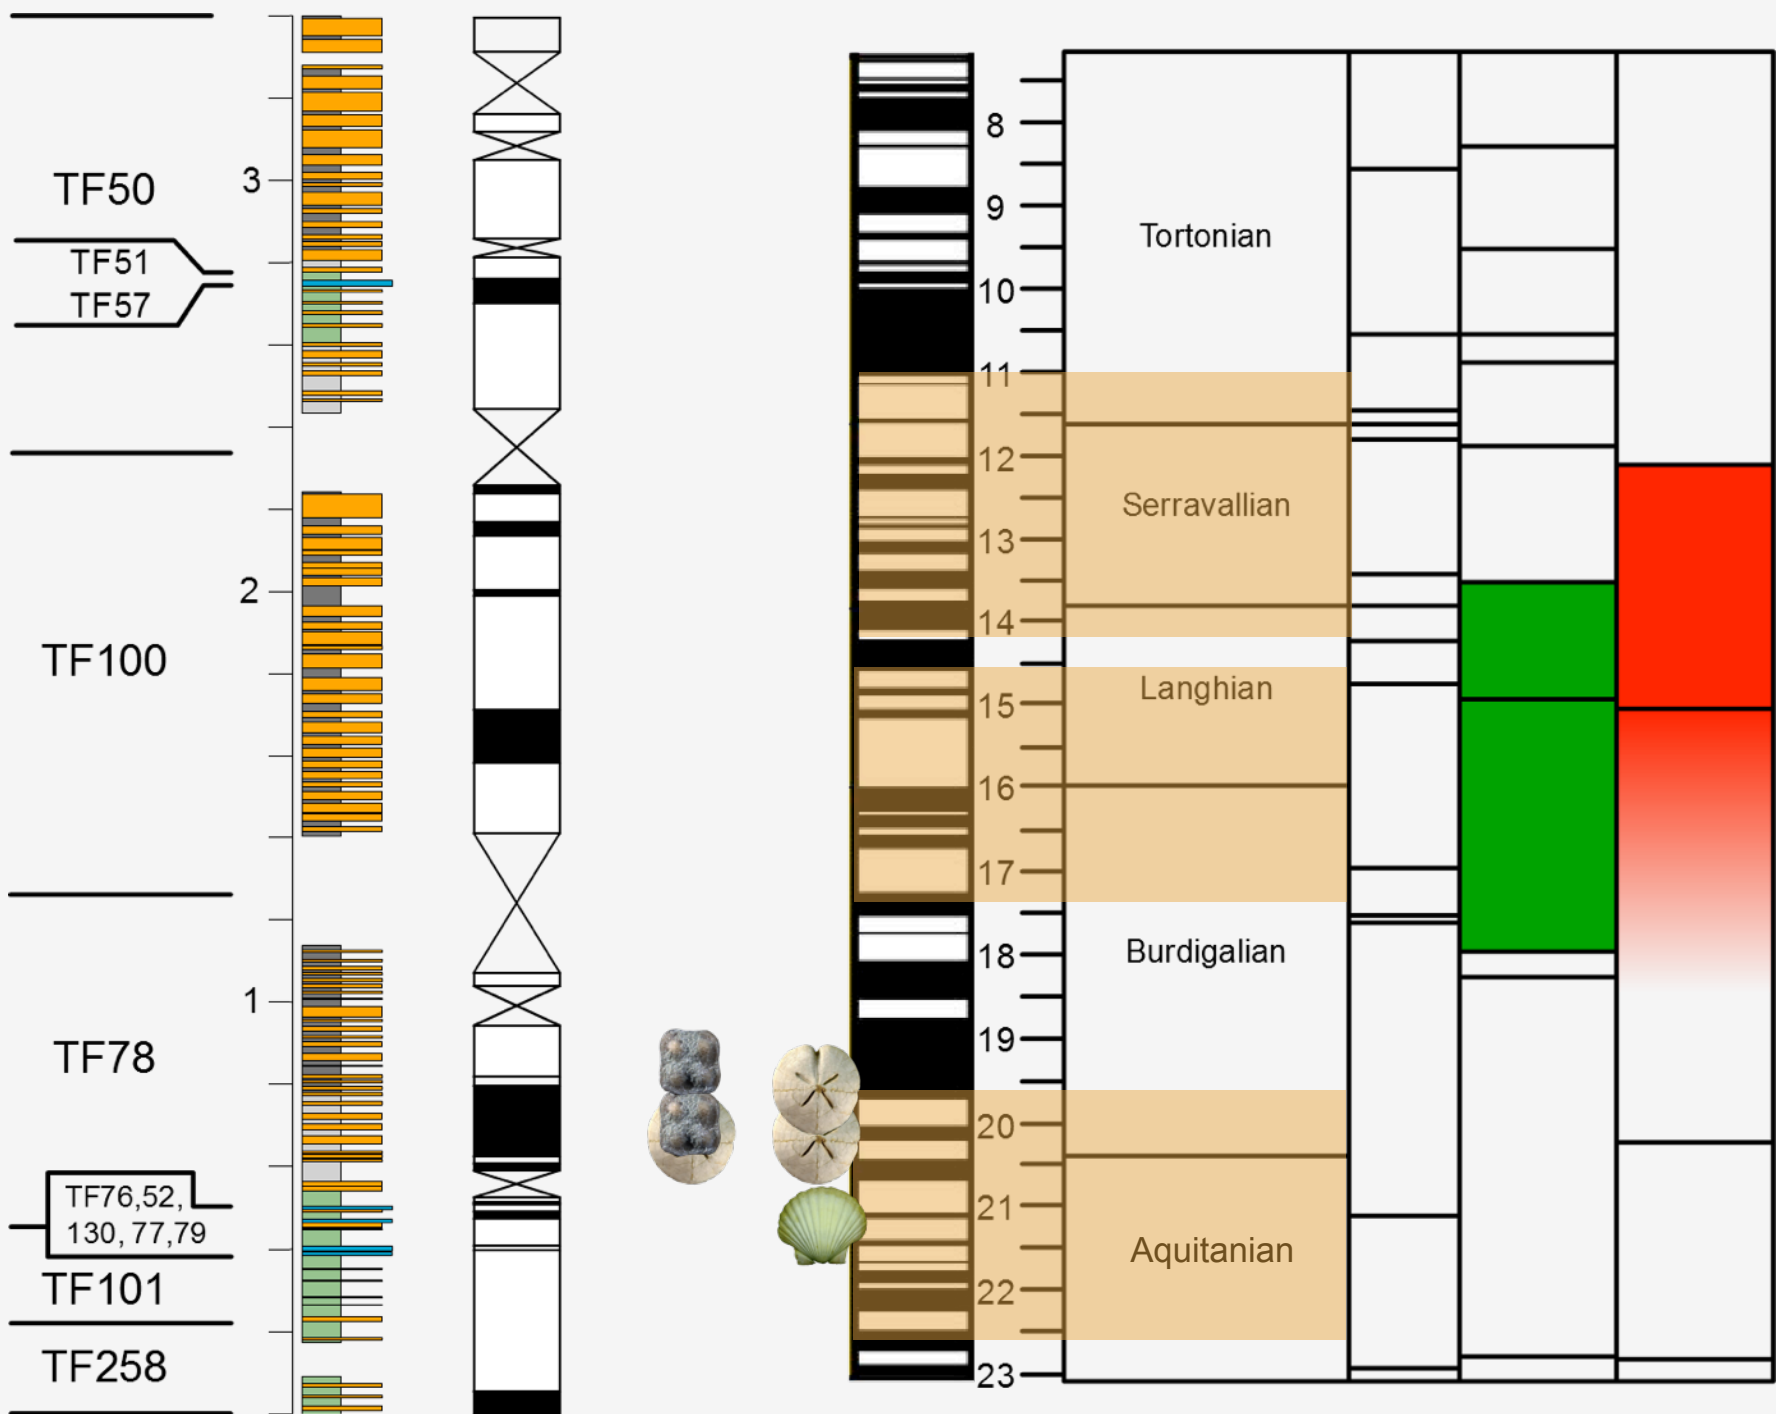 TF50
TF51
TF57
TF100
TF78
TF76,52,
130, 77,79
TF101
TF258
3
2
1
8
9
10
11
12
13
14
15
16
17
18
19
20
21
22
23
Tortonian
Serravallian
Langhian
Burdigalian
Aquitanian